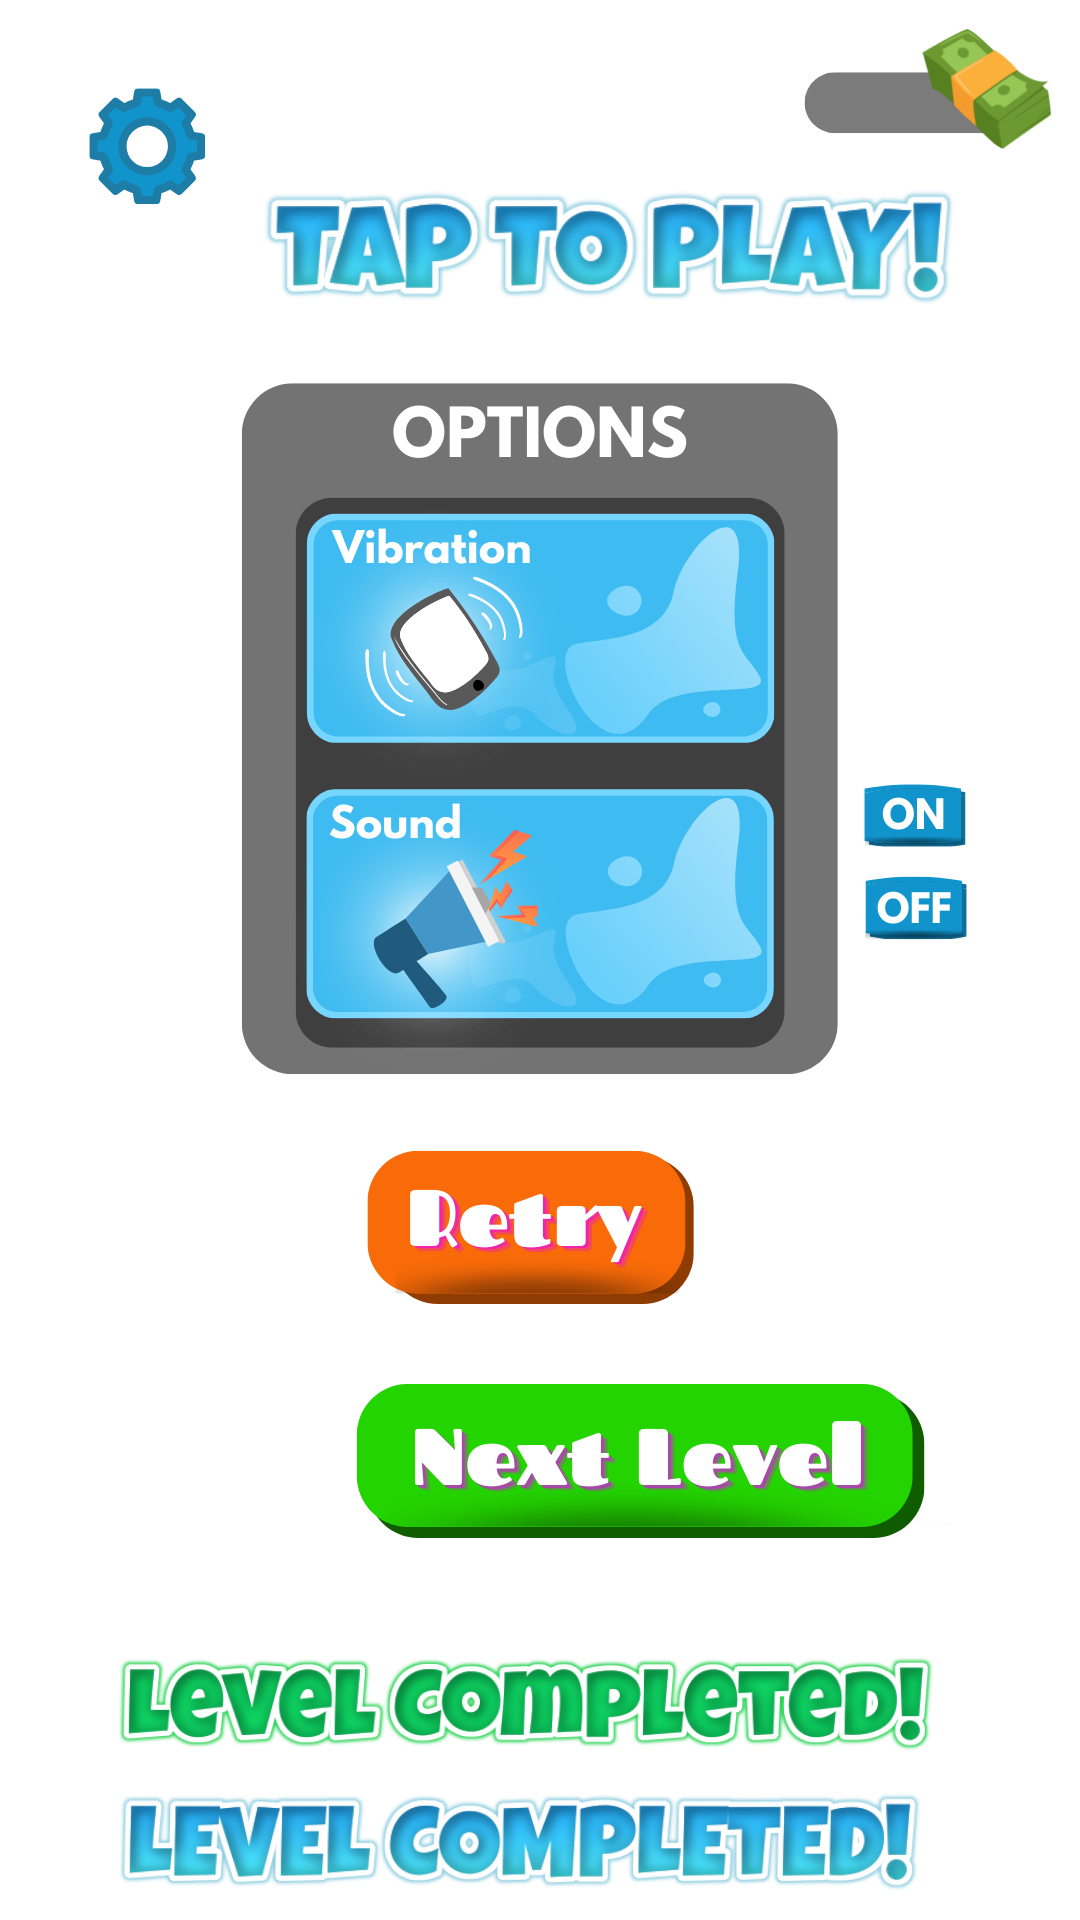 TAP TO PLAY!
OPTIONS
Vibration
Sound
ON
OFF
Retry
Next Level
LeveL CompLeTeD!
LEVEL COMPLETED!